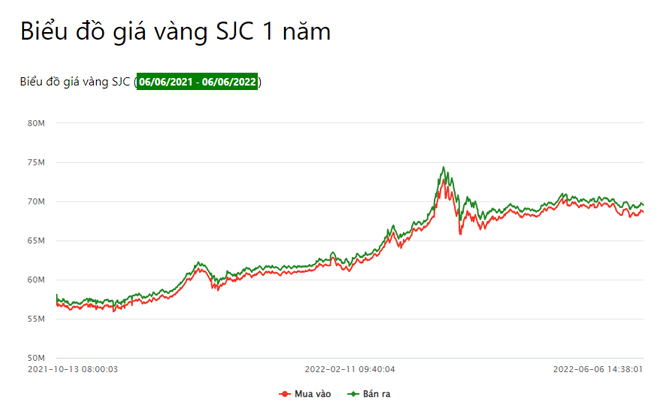 Biểu đồ giá vàng SJC 1 năm
Biểu đồ giá vàng SJC (06/06/2021 - 06/06/2022)
80M
75M
70M
65M
60M
55M
50M
2021-10-13 08:00:03 2022-02-11 09:40:04 2022-06-06 14:38:01
Mua vào Bán ra